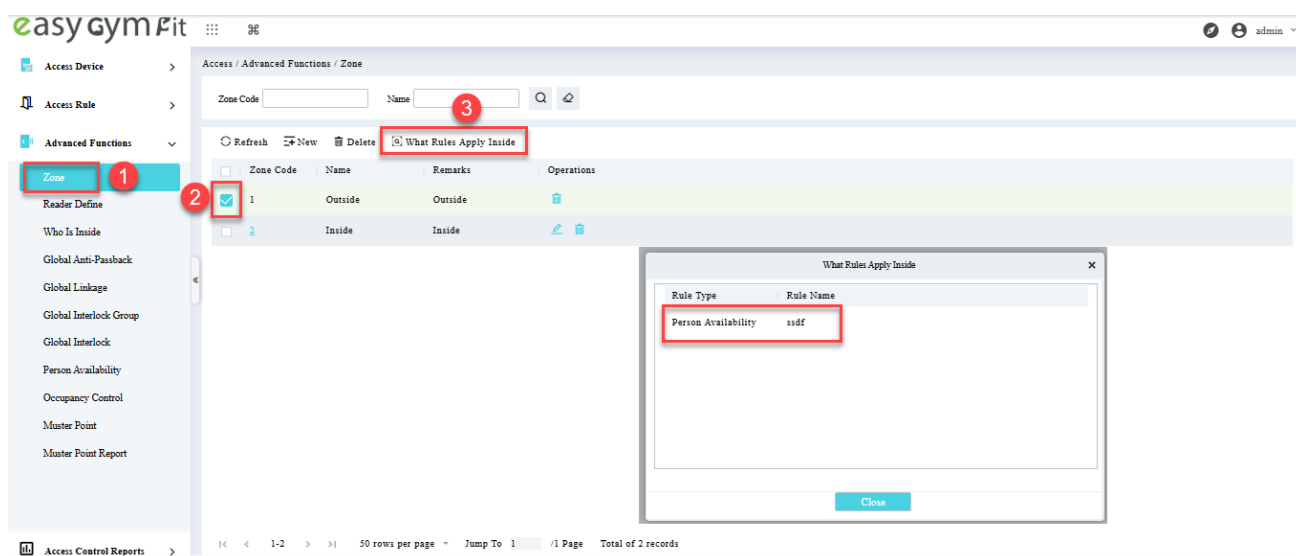 easy Gym Fit
admin
Access Device
Access Rule
Advanced Functions
Zone
1
Reader Define
Who Is Inside
Global Anti-Passback
Global Linkage
Global Interlock Group
Global Interlock
Person Availability
Occupancy Control
Muster Point
Muster Point Report
Access Control Reports
Access / Advanced Functions / Zone
Zone Code
Name
3
Refresh New Delete What Rules Apply Inside
Zone Code Name Remarks Operations
2
1 Outside Outside
2 Inside Inside
What Rules Apply Inside
Rule Type Rule Name
Person Availability ssdf
Close
1-2 50 rows per page Jump To 1 /1 Page Total of 2 records